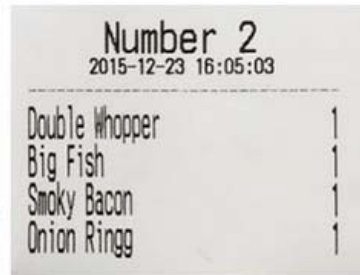 Number 2
2015-12-23 16:05:03
Double Whopper 1
Big Fish 1
Smoky Bacon 1
Onion Ringg 1